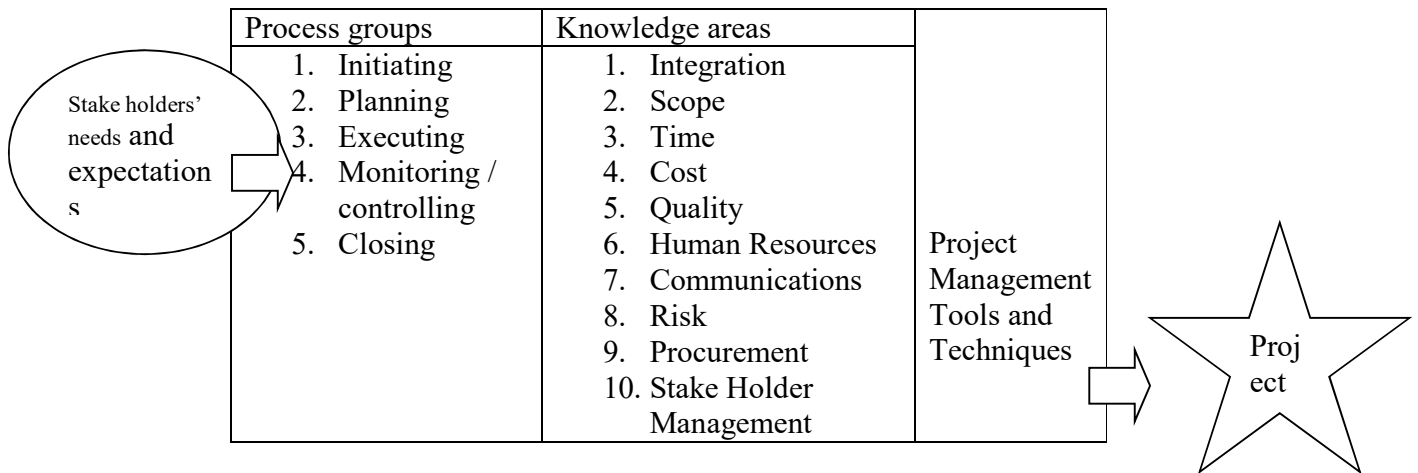 Stake holders'
needs and
expectation
s
Process groups
1. Initiating
2. Planning
3. Executing
4. Monitoring /
controlling
5. Closing
Knowledge areas
1. Integration
2. Scope
3. Time
4. Cost
5. Quality
6. Human Resources
7. Communications
8. Risk
9. Procurement
10. Stake Holder
Management
Project
Management
Tools and
Techniques
Proj
ect